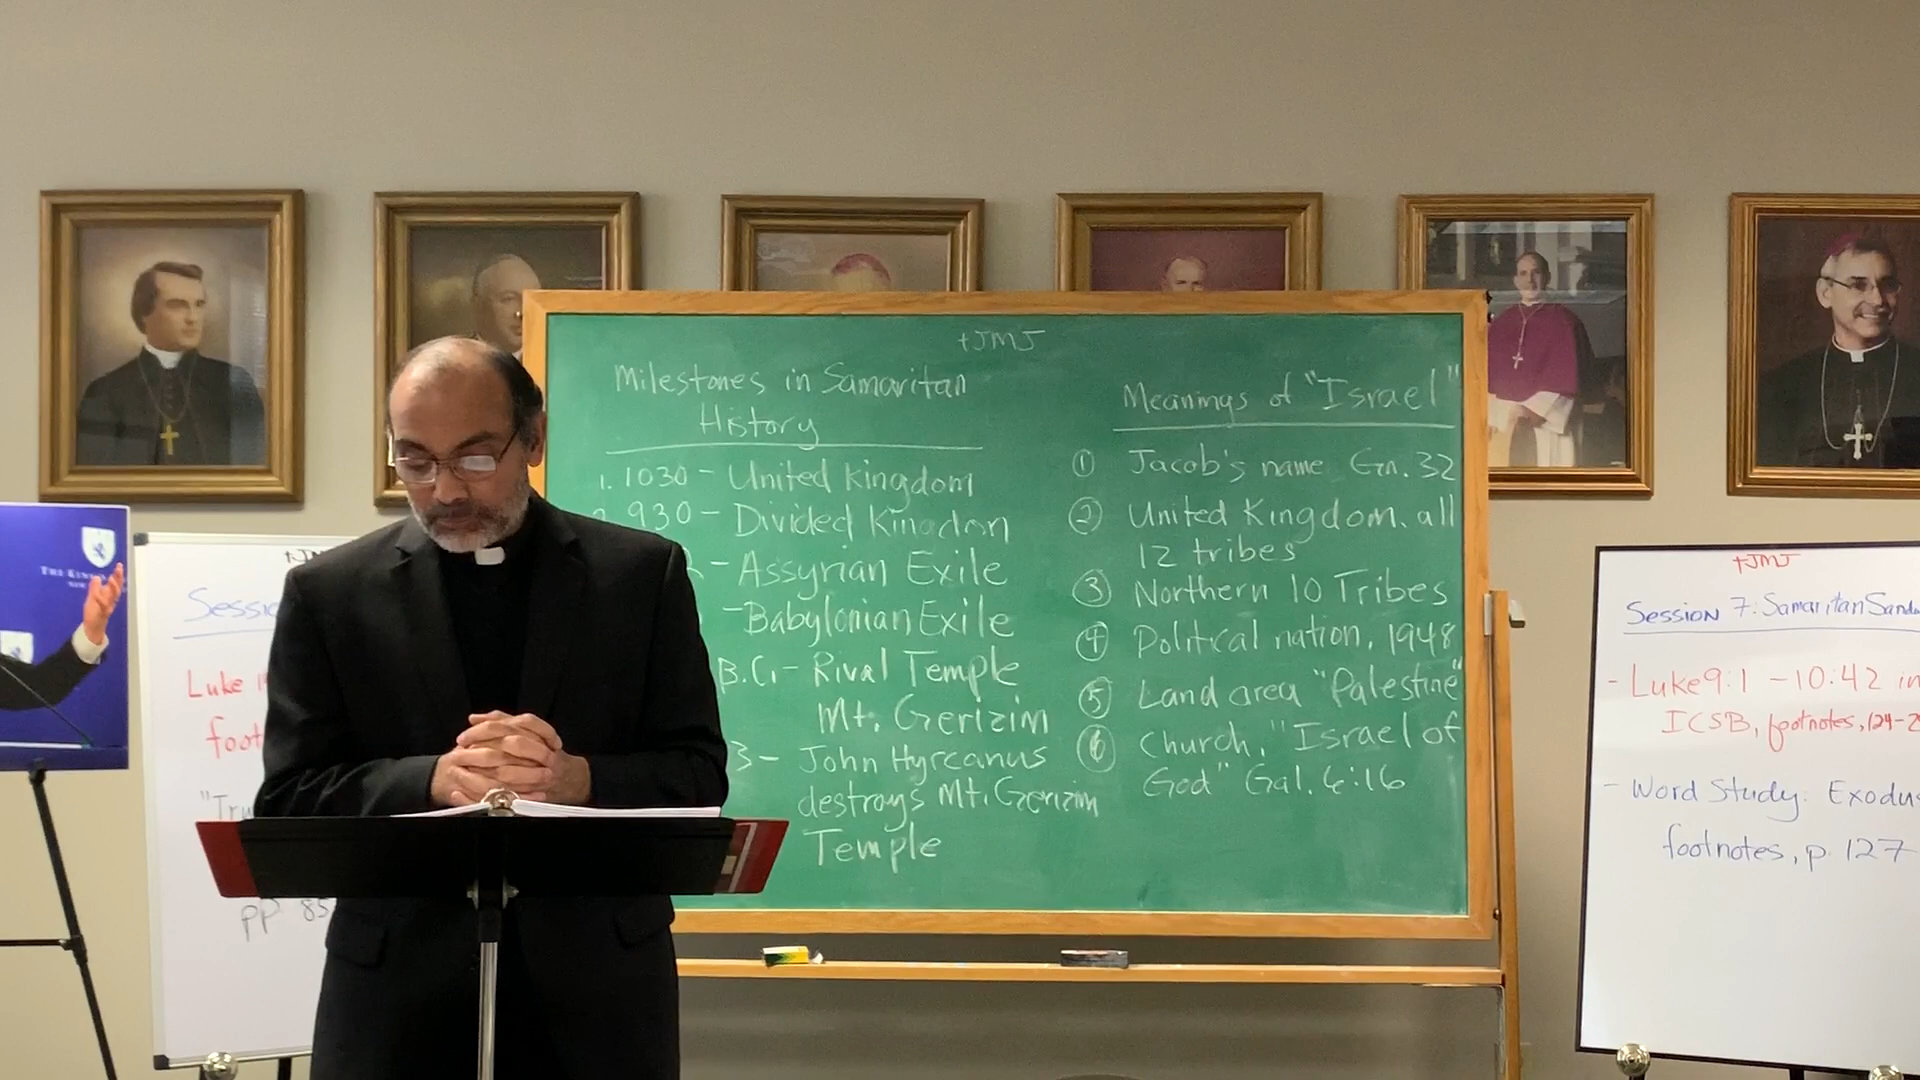 +JMJ
Milestones in Samaritan
History
1. 1030 - United Kingdom
930 - Divided Kingdom
- Assyrian Exile
- Babylonian Exile
B.C. - Rival Temple
Mt. Gerizim
3 - John Hyrcanus
destroys Mt. Gerizim
Temple
Meanings of "Israel"
① Jacob's name Gn. 32
② United Kingdom, all
12 tribes
③ Northern 10 Tribes
④ Political nation, 1948
⑤ Land area "Palestine"
⑥ Church, "Israel of
God" Gal. 6:16
THE KING
Luke
pp. 85
+JMJ
Session 7: Samaritan
- Luke 9:1 - 10:42 in
ICSB, footnotes, 124-2
- Word Study: Exodus
footnotes, p. 127